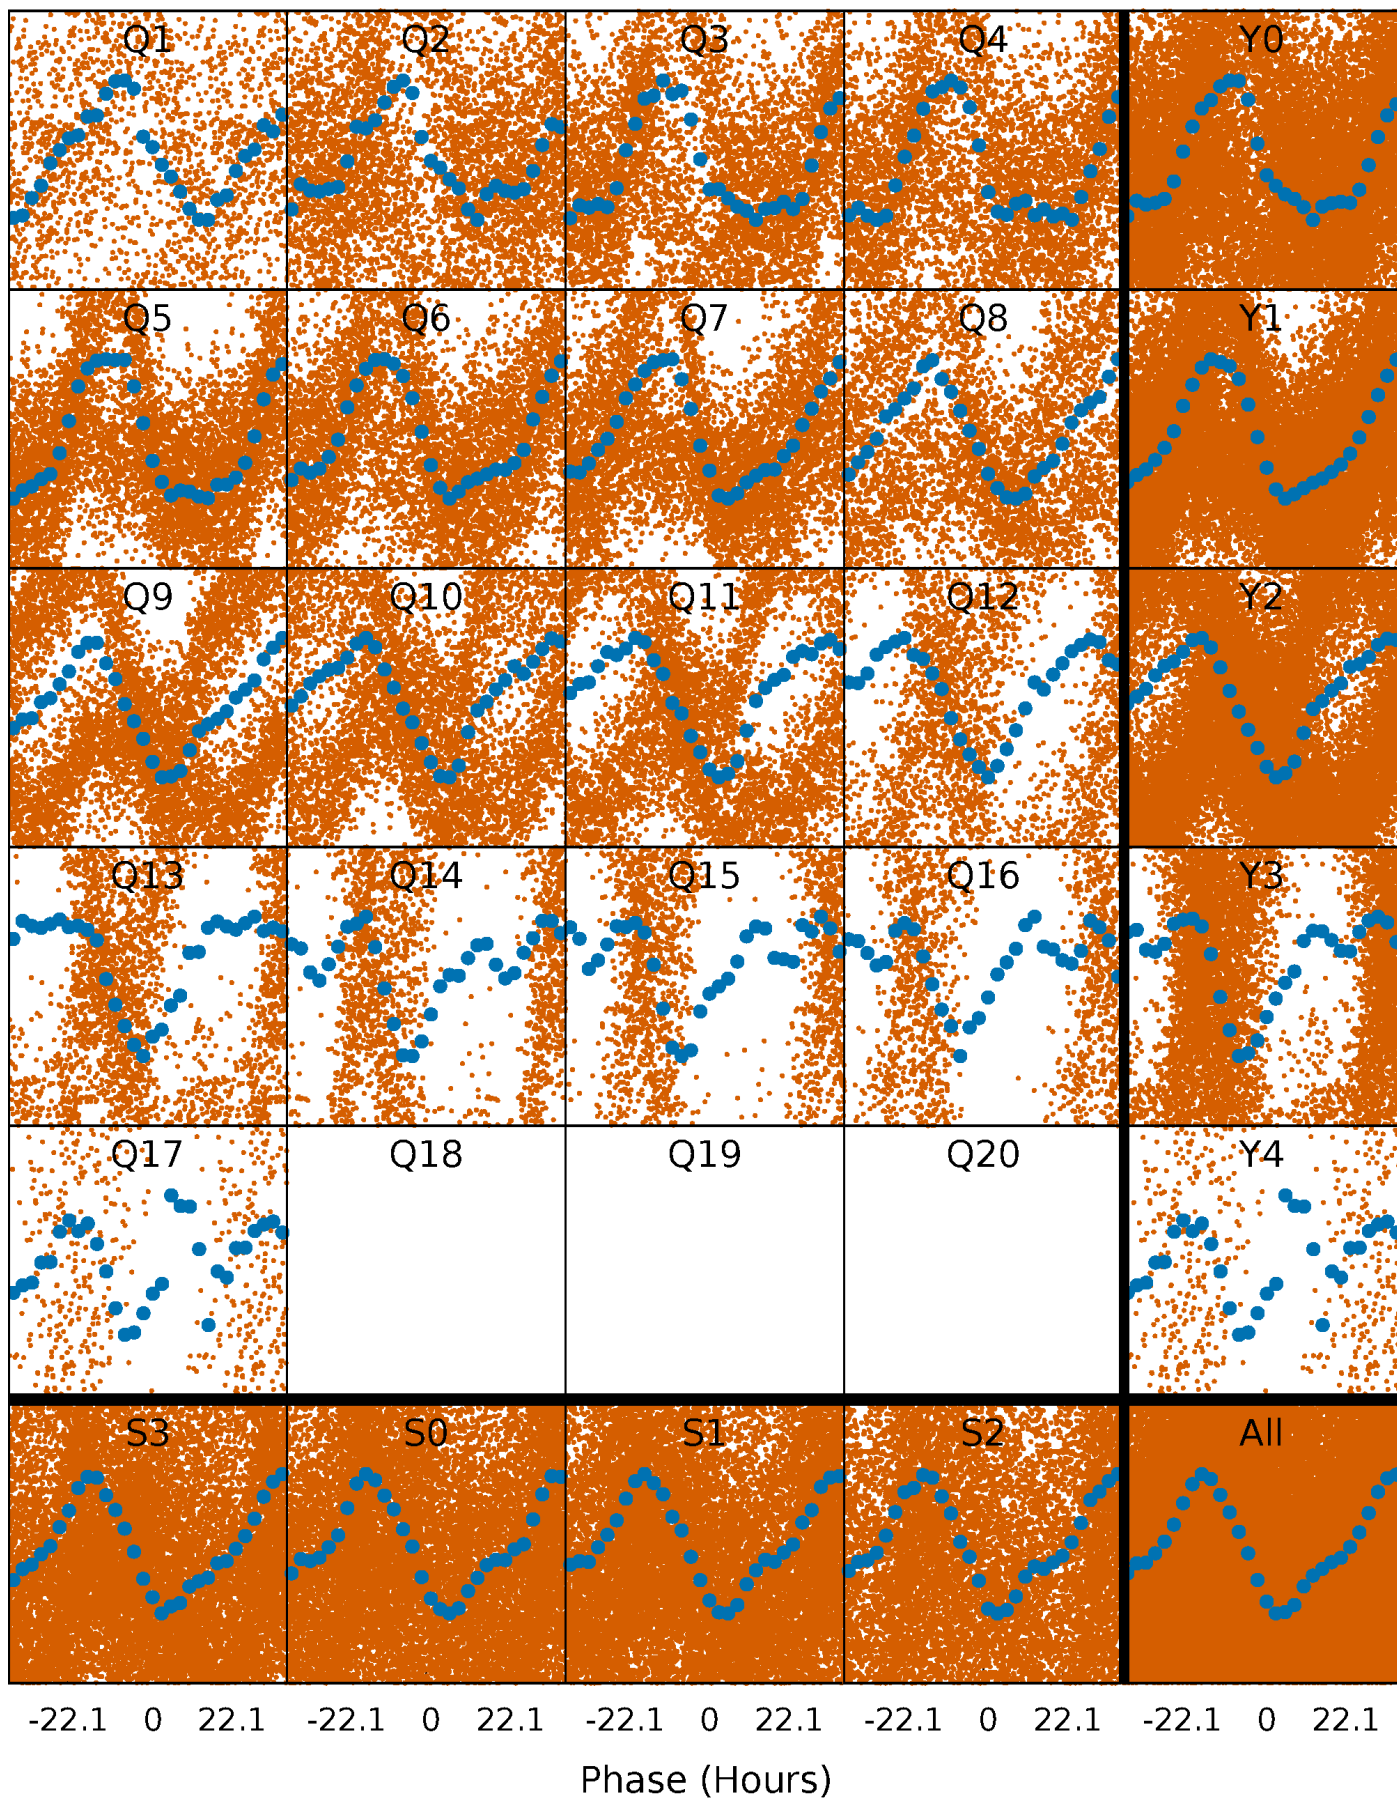 Q1 Q2 Q3 Q4 Y0
Q5 Q6 Q7 Q8 Y1
Q9 Q10 Q11 Q12 Y2
Q13 Q14 Q15 Q16 Y3
Q17 Q18 Q19 Q20 Y4
S3 S0 S1 S2 All
-22.1 0 22.1 -22.1 0 22.1 -22.1 0 22.1 -22.1 0 22.1 -22.1 0 22.1
Phase (Hours)